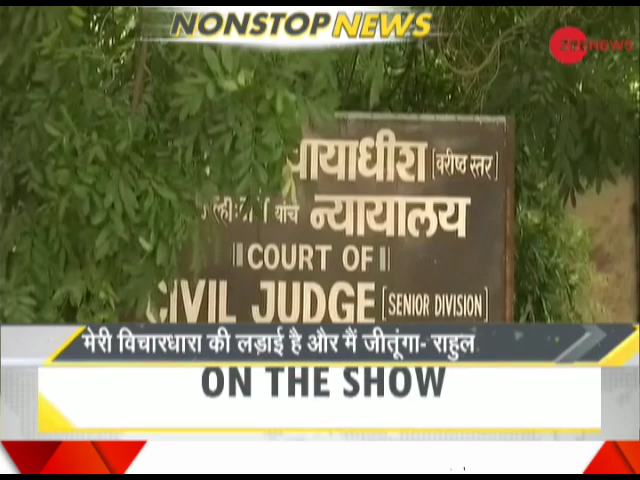 NONSTOP NEWS
ZEE NEWS
[वरीष्ठ स्तर]
न्यायालय
COURT OF
CIVIL JUDGE [SENIOR DIVISION]
मेरी विचारधारा की लड़ाई है और मैं जीतूंगा- राहुल
ON THE SHOW